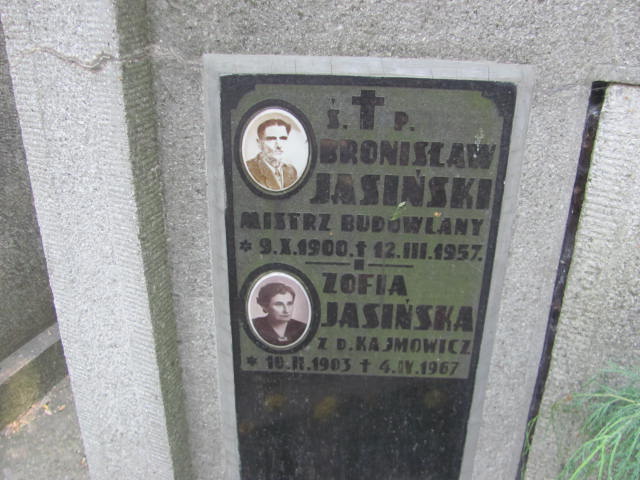 Ś. P.
BRONISŁAW
JASIŃSKI
MISTRZ BUDOWLANY
* 9.X.1900. † 12.III.1957.
ZOFIA
JASIŃSKA
Z D. KAJMOWICZ
* 10.II.1903 † 4.IV.1967